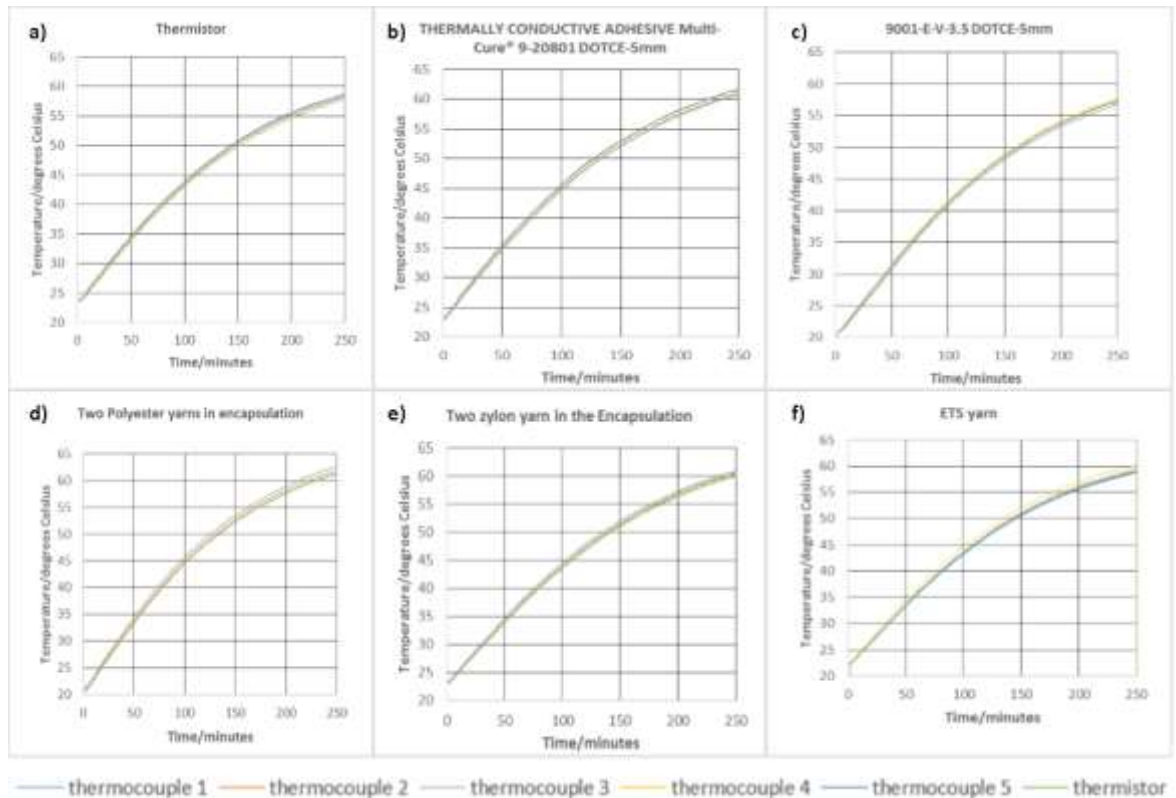 a)
Thermistor
Temperature/degrees Celsius
65
60
55
50
45
40
35
30
25
20
0 50 100 150 200 250
Time/minutes
b)
THERMALLY CONDUCTIVE ADHESIVE Multi-
Cure® 9-20801 DOTCE-5mm
Temperature/degrees Celsius
65
60
55
50
45
40
35
30
25
20
0 50 100 150 200 250
Time/minutes
c)
9001-E-V-3.5 DOTCE-5mm
Temperature/degrees Celsius
65
60
55
50
45
40
35
30
25
20
0 50 100 150 200 250
Time/minutes
d)
Two Polyester yarns in encapsulation
Temperature/degrees Celsius
65
60
55
50
45
40
35
30
25
20
0 50 100 150 200 250
Time/minutes
e)
Two zylon yarn in the Encapsulation
Temperature/degrees Celsius
65
60
55
50
45
40
35
30
25
20
0 50 100 150 200 250
Time/minutes
f)
ETS yarn
Temperature/degrees Celsius
65
60
55
50
45
40
35
30
25
20
0 50 100 150 200 250
Time/minutes
thermocouple 1 thermocouple 2 thermocouple 3 thermocouple 4 thermocouple 5 thermistor